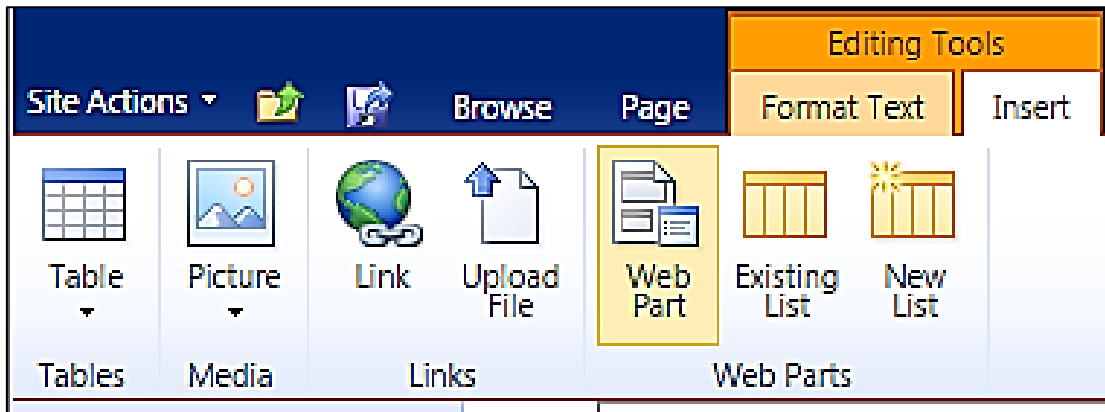 Editing Tools
Site Actions Browse Page Format Text Insert
Table Picture Link Upload File Web Part Existing List New List
Tables Media Links Web Parts